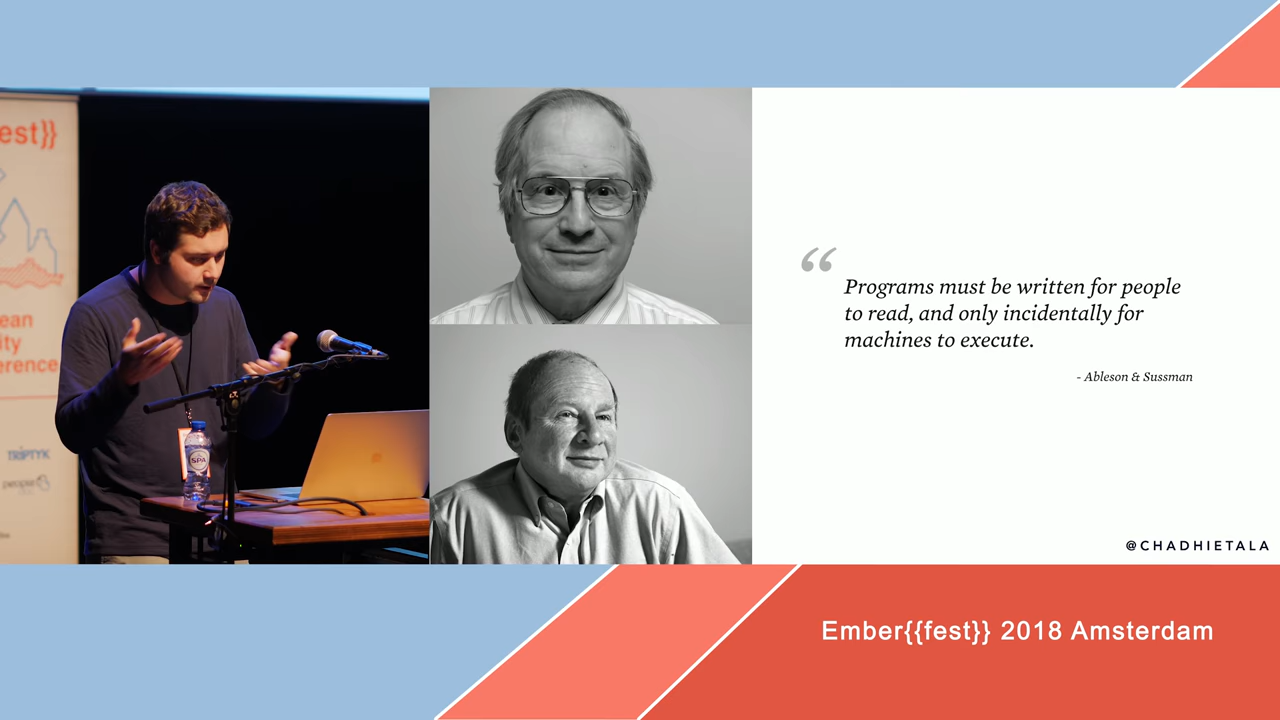 est}}
ean
ity
erence
TRIPTYK
people
SPA
“
Programs must be written for people
to read, and only incidentally for
machines to execute.
- Ableson & Sussman
@CHADHIETALA
Ember{{fest}} 2018 Amsterdam